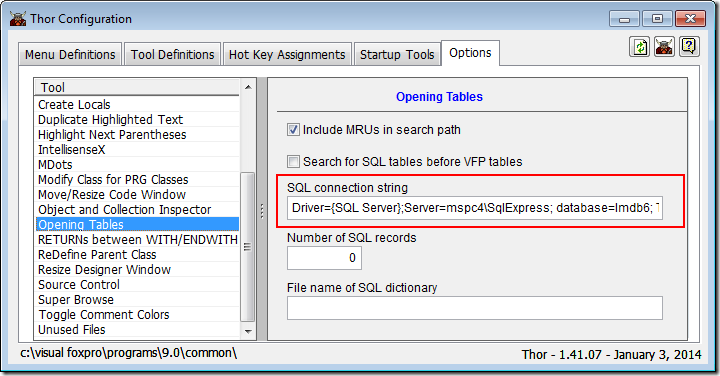 Thor Configuration
Menu Definitions
Tool Definitions
Hot Key Assignments
Startup Tools
Options
Tool
Create Locals
Duplicate Highlighted Text
Highlight Next Parentheses
IntellisenseX
MDots
Modify Class for PRG Classes
Move/Resize Code Window
Object and Collection Inspector
Opening Tables
RETURNs between WITH/ENDWITH
ReDefine Parent Class
Resize Designer Window
Source Control
Super Browse
Toggle Comment Colors
Unused Files
Opening Tables
Include MRUs in search path
Search for SQL tables before VFP tables
SQL connection string
Driver={SQL Server};Server=mspc4\SqlExpress; database=Imdb6;
Number of SQL records
0
File name of SQL dictionary
c:\visual foxpro\programs\9.0\common\
Thor - 1.41.07 - January 3, 2014